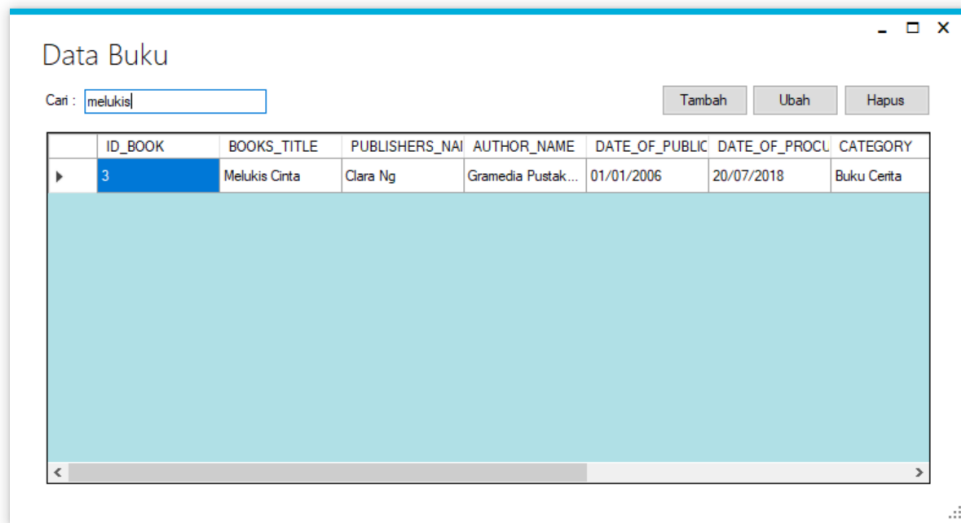 Data Buku
Cari : melukis Tambah Ubah Hapus
ID_BOOK BOOKS_TITLE PUBLISHERS_NAI AUTHOR_NAME DATE_OF_PUBLIC DATE_OF_PROCU CATEGORY
3 Melukis Cinta Clara Ng Gramedia Pustak... 01/01/2006 20/07/2018 Buku Cerita